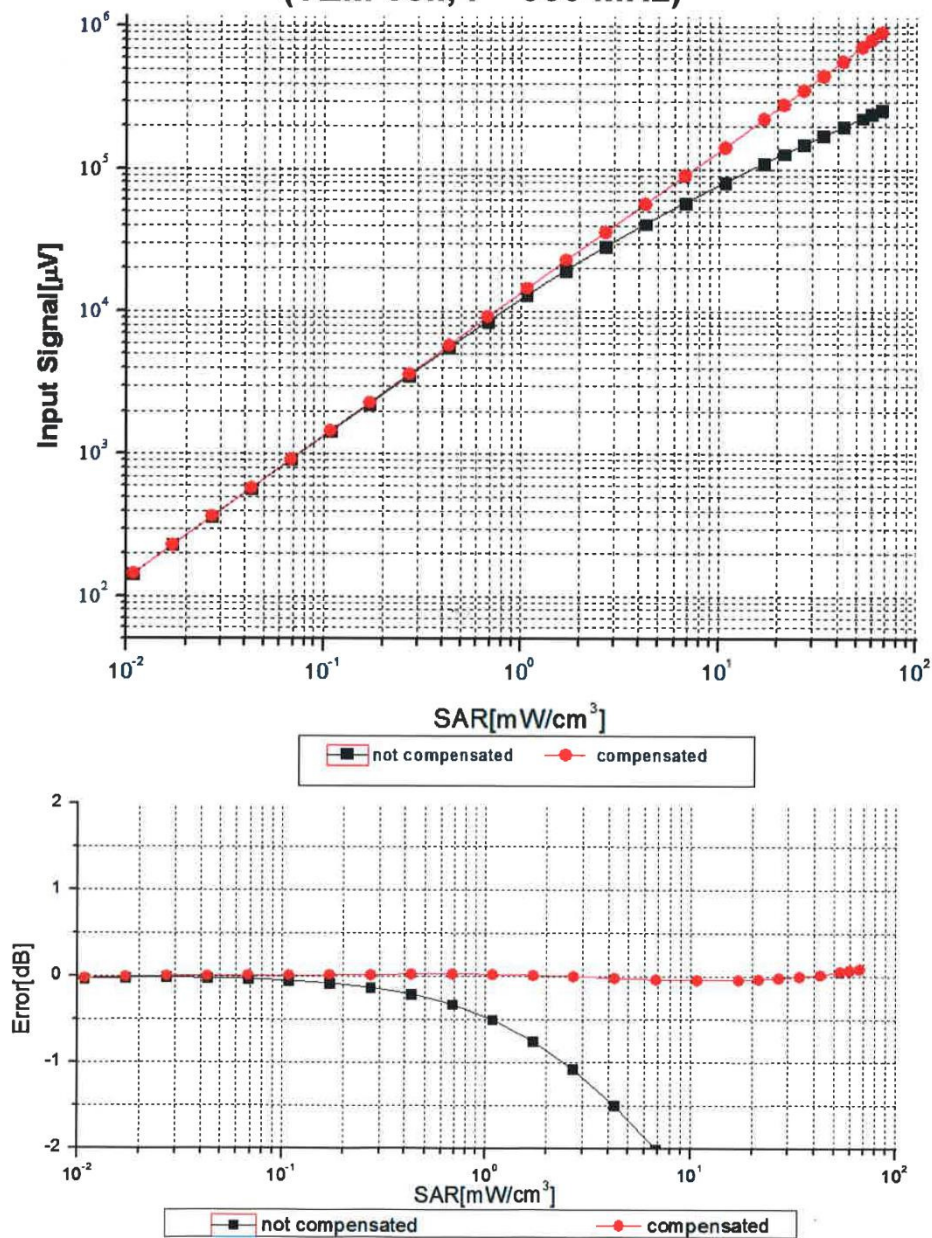 10⁶
10⁵
10⁴
10³
10²
Input Signal[µV]
10⁻² 10⁻¹ 10⁰ 10¹ 10²
SAR[mW/cm³]
not compensated compensated
2
1
0
-1
-2
Error[dB]
10⁻² 10⁻¹ 10⁰ 10¹ 10²
SAR[mW/cm³]
not compensated compensated